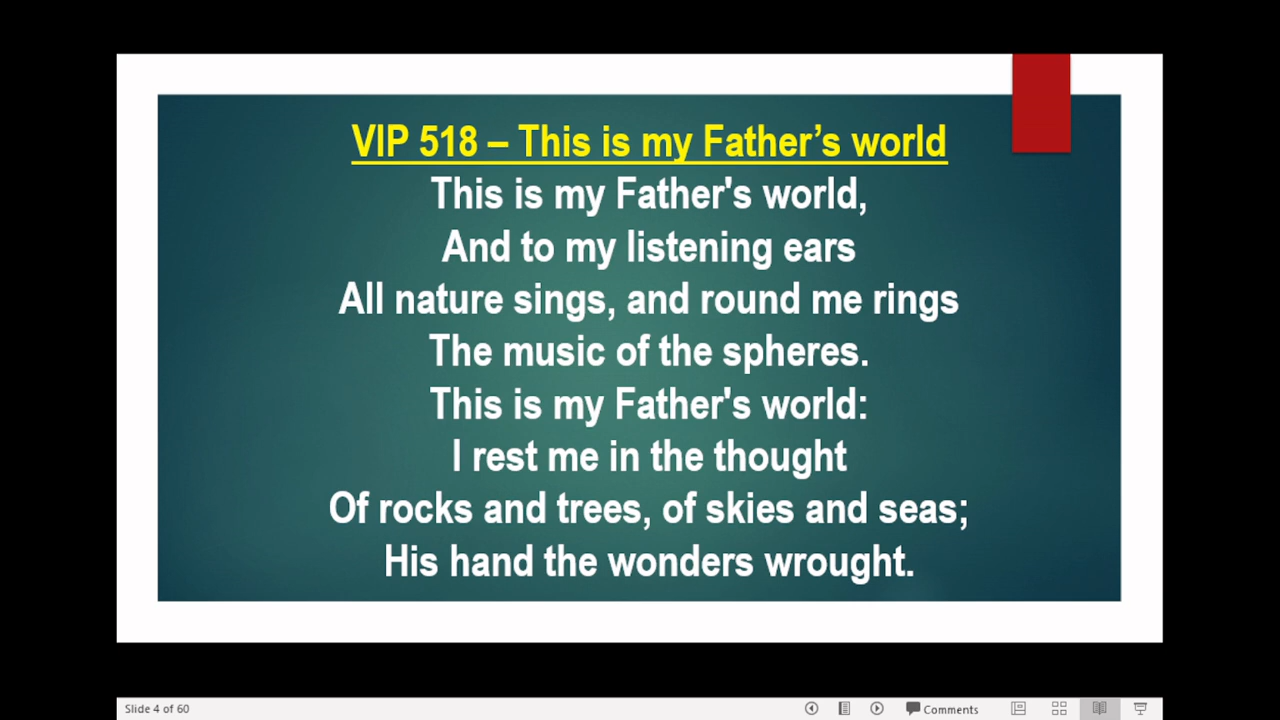 VIP 518 – This is my Father’s world
This is my Father's world,
And to my listening ears
All nature sings, and round me rings
The music of the spheres.
This is my Father's world:
I rest me in the thought
Of rocks and trees, of skies and seas;
His hand the wonders wrought.
Slide 4 of 60
Comments